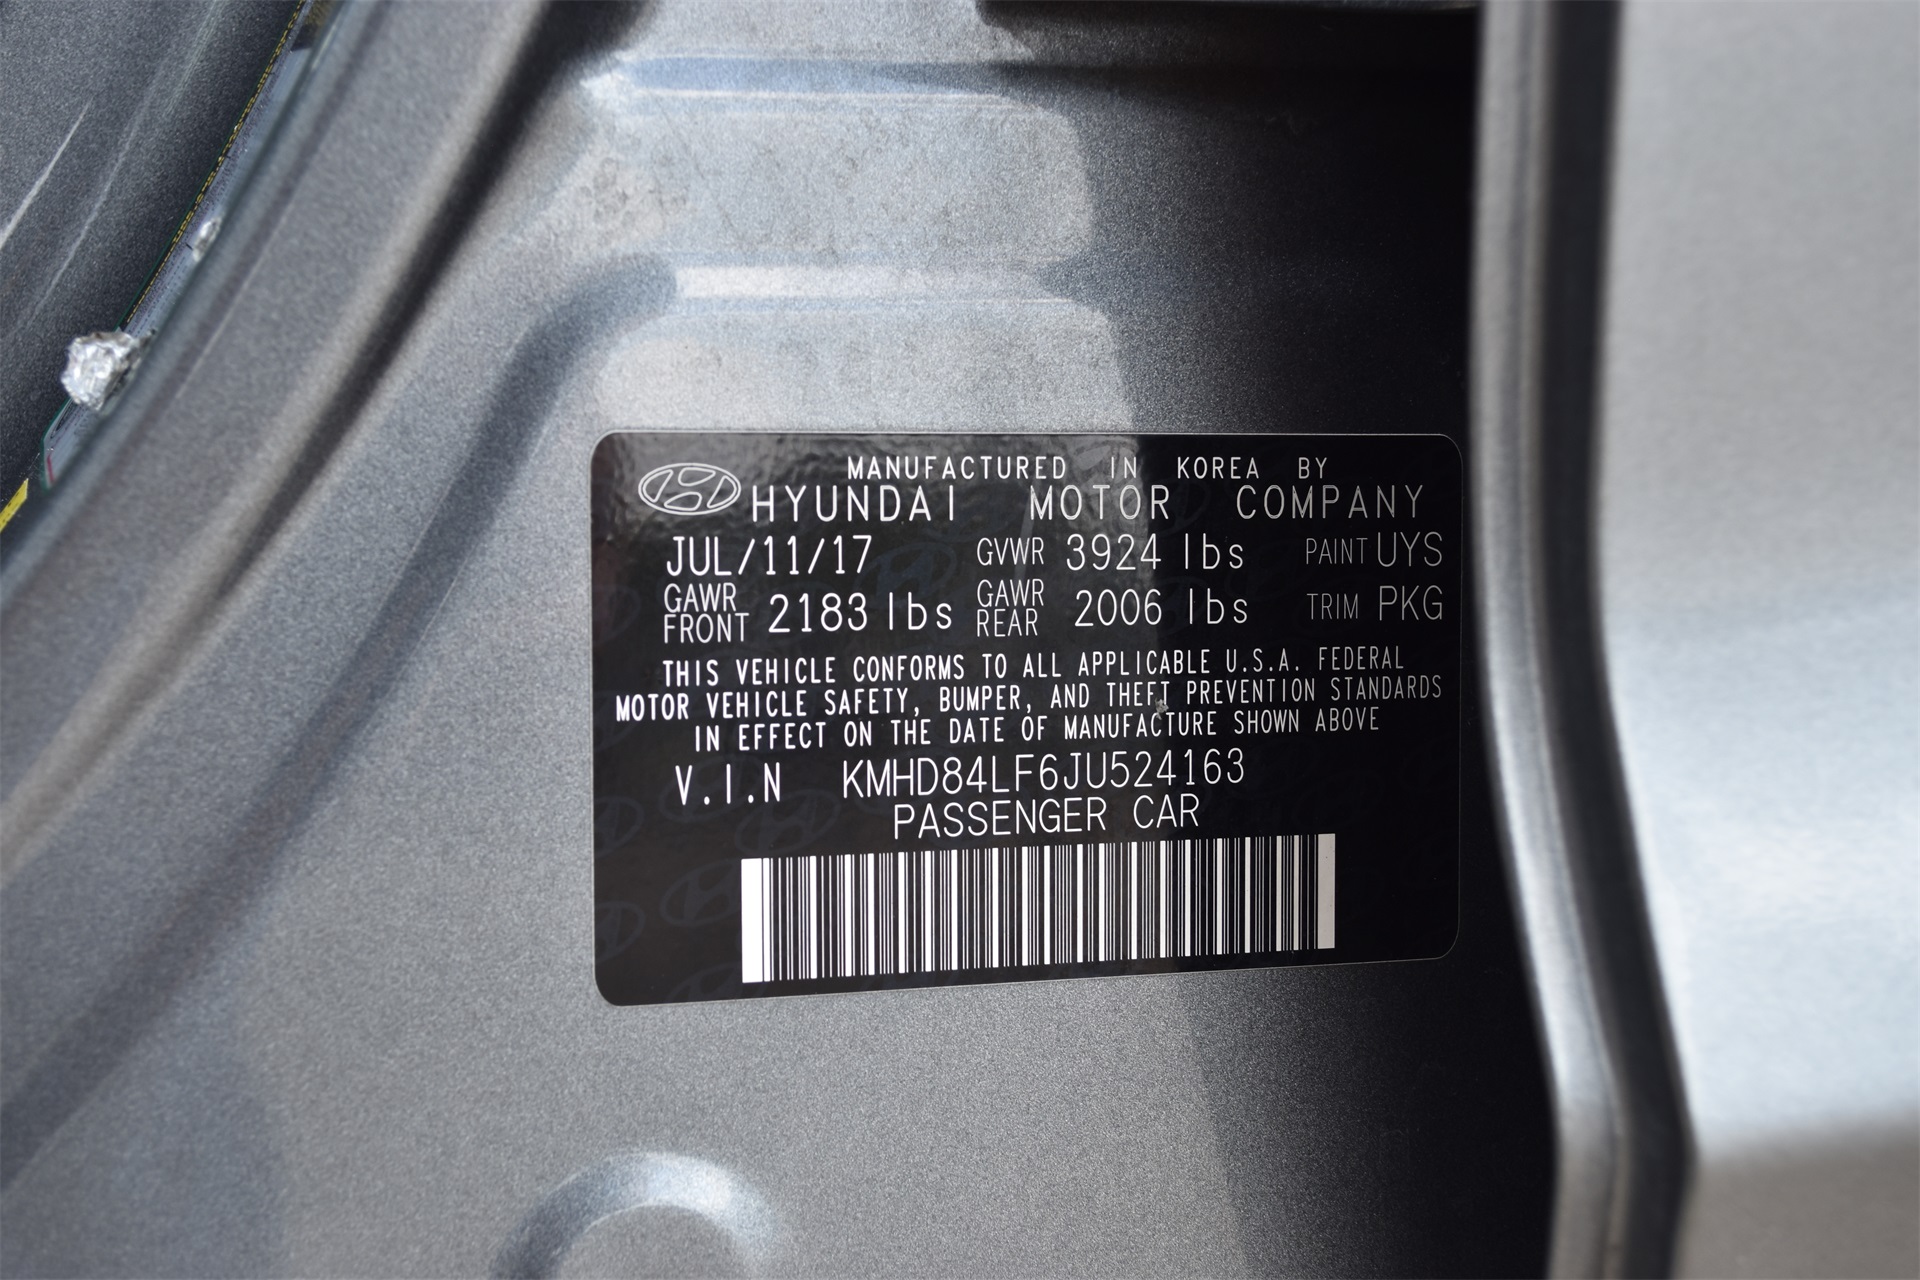 MANUFACTURED IN KOREA BY
HYUNDAI MOTOR COMPANY
JUL/11/17 GVWR 3924 lbs PAINT UYS
GAWR FRONT 2183 lbs GAWR REAR 2006 lbs TRIM PKG
THIS VEHICLE CONFORMS TO ALL APPLICABLE U.S.A. FEDERAL
MOTOR VEHICLE SAFETY, BUMPER, AND THEFT PREVENTION STANDARDS
IN EFFECT ON THE DATE OF MANUFACTURE SHOWN ABOVE
V.I.N KMHD84LF6JU524163
PASSENGER CAR